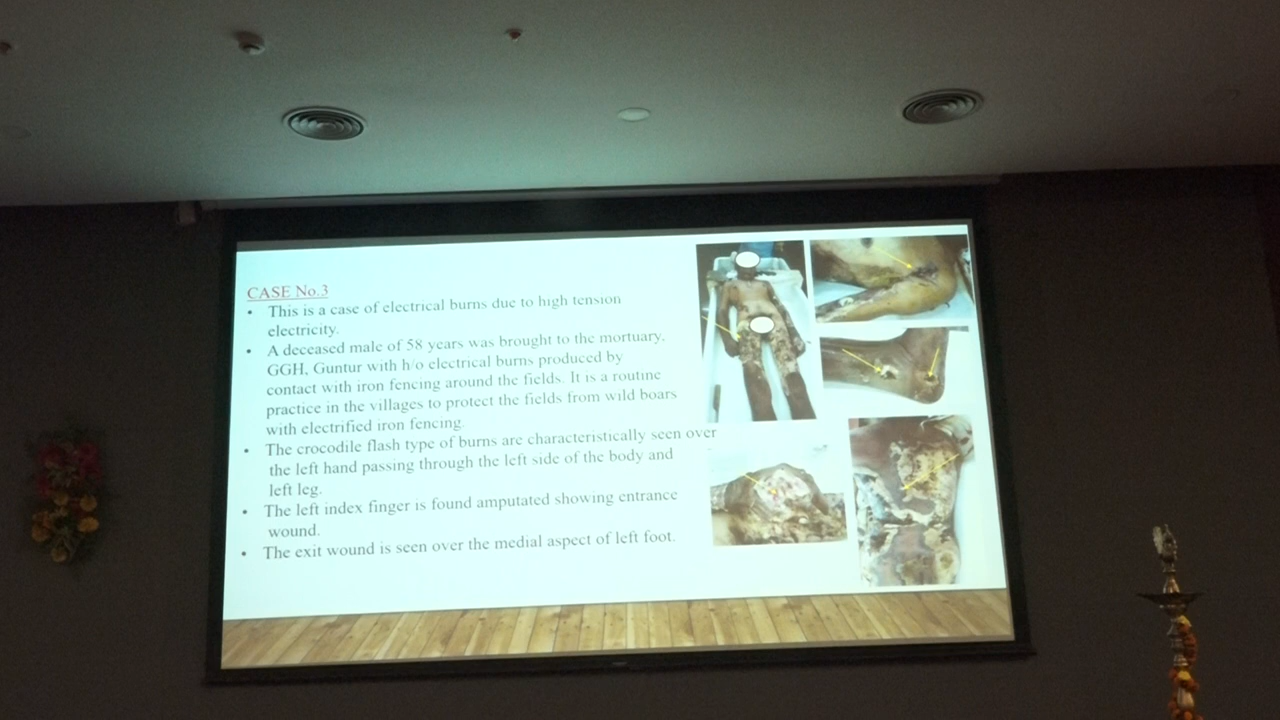 CASE No.3
• This is a case of electrical burns due to high tension
electricity.
• A deceased male of 58 years was brought to the mortuary,
GGH, Guntur with h/o electrical burns produced by
contact with iron fencing around the fields. It is a routine
practice in the villages to protect the fields from wild boars
with electrified iron fencing.
• The crocodile flash type of burns are characteristically seen over
the left hand passing through the left side of the body and
left leg.
• The left index finger is found amputated showing entrance
wound.
• The exit wound is seen over the medial aspect of left foot.